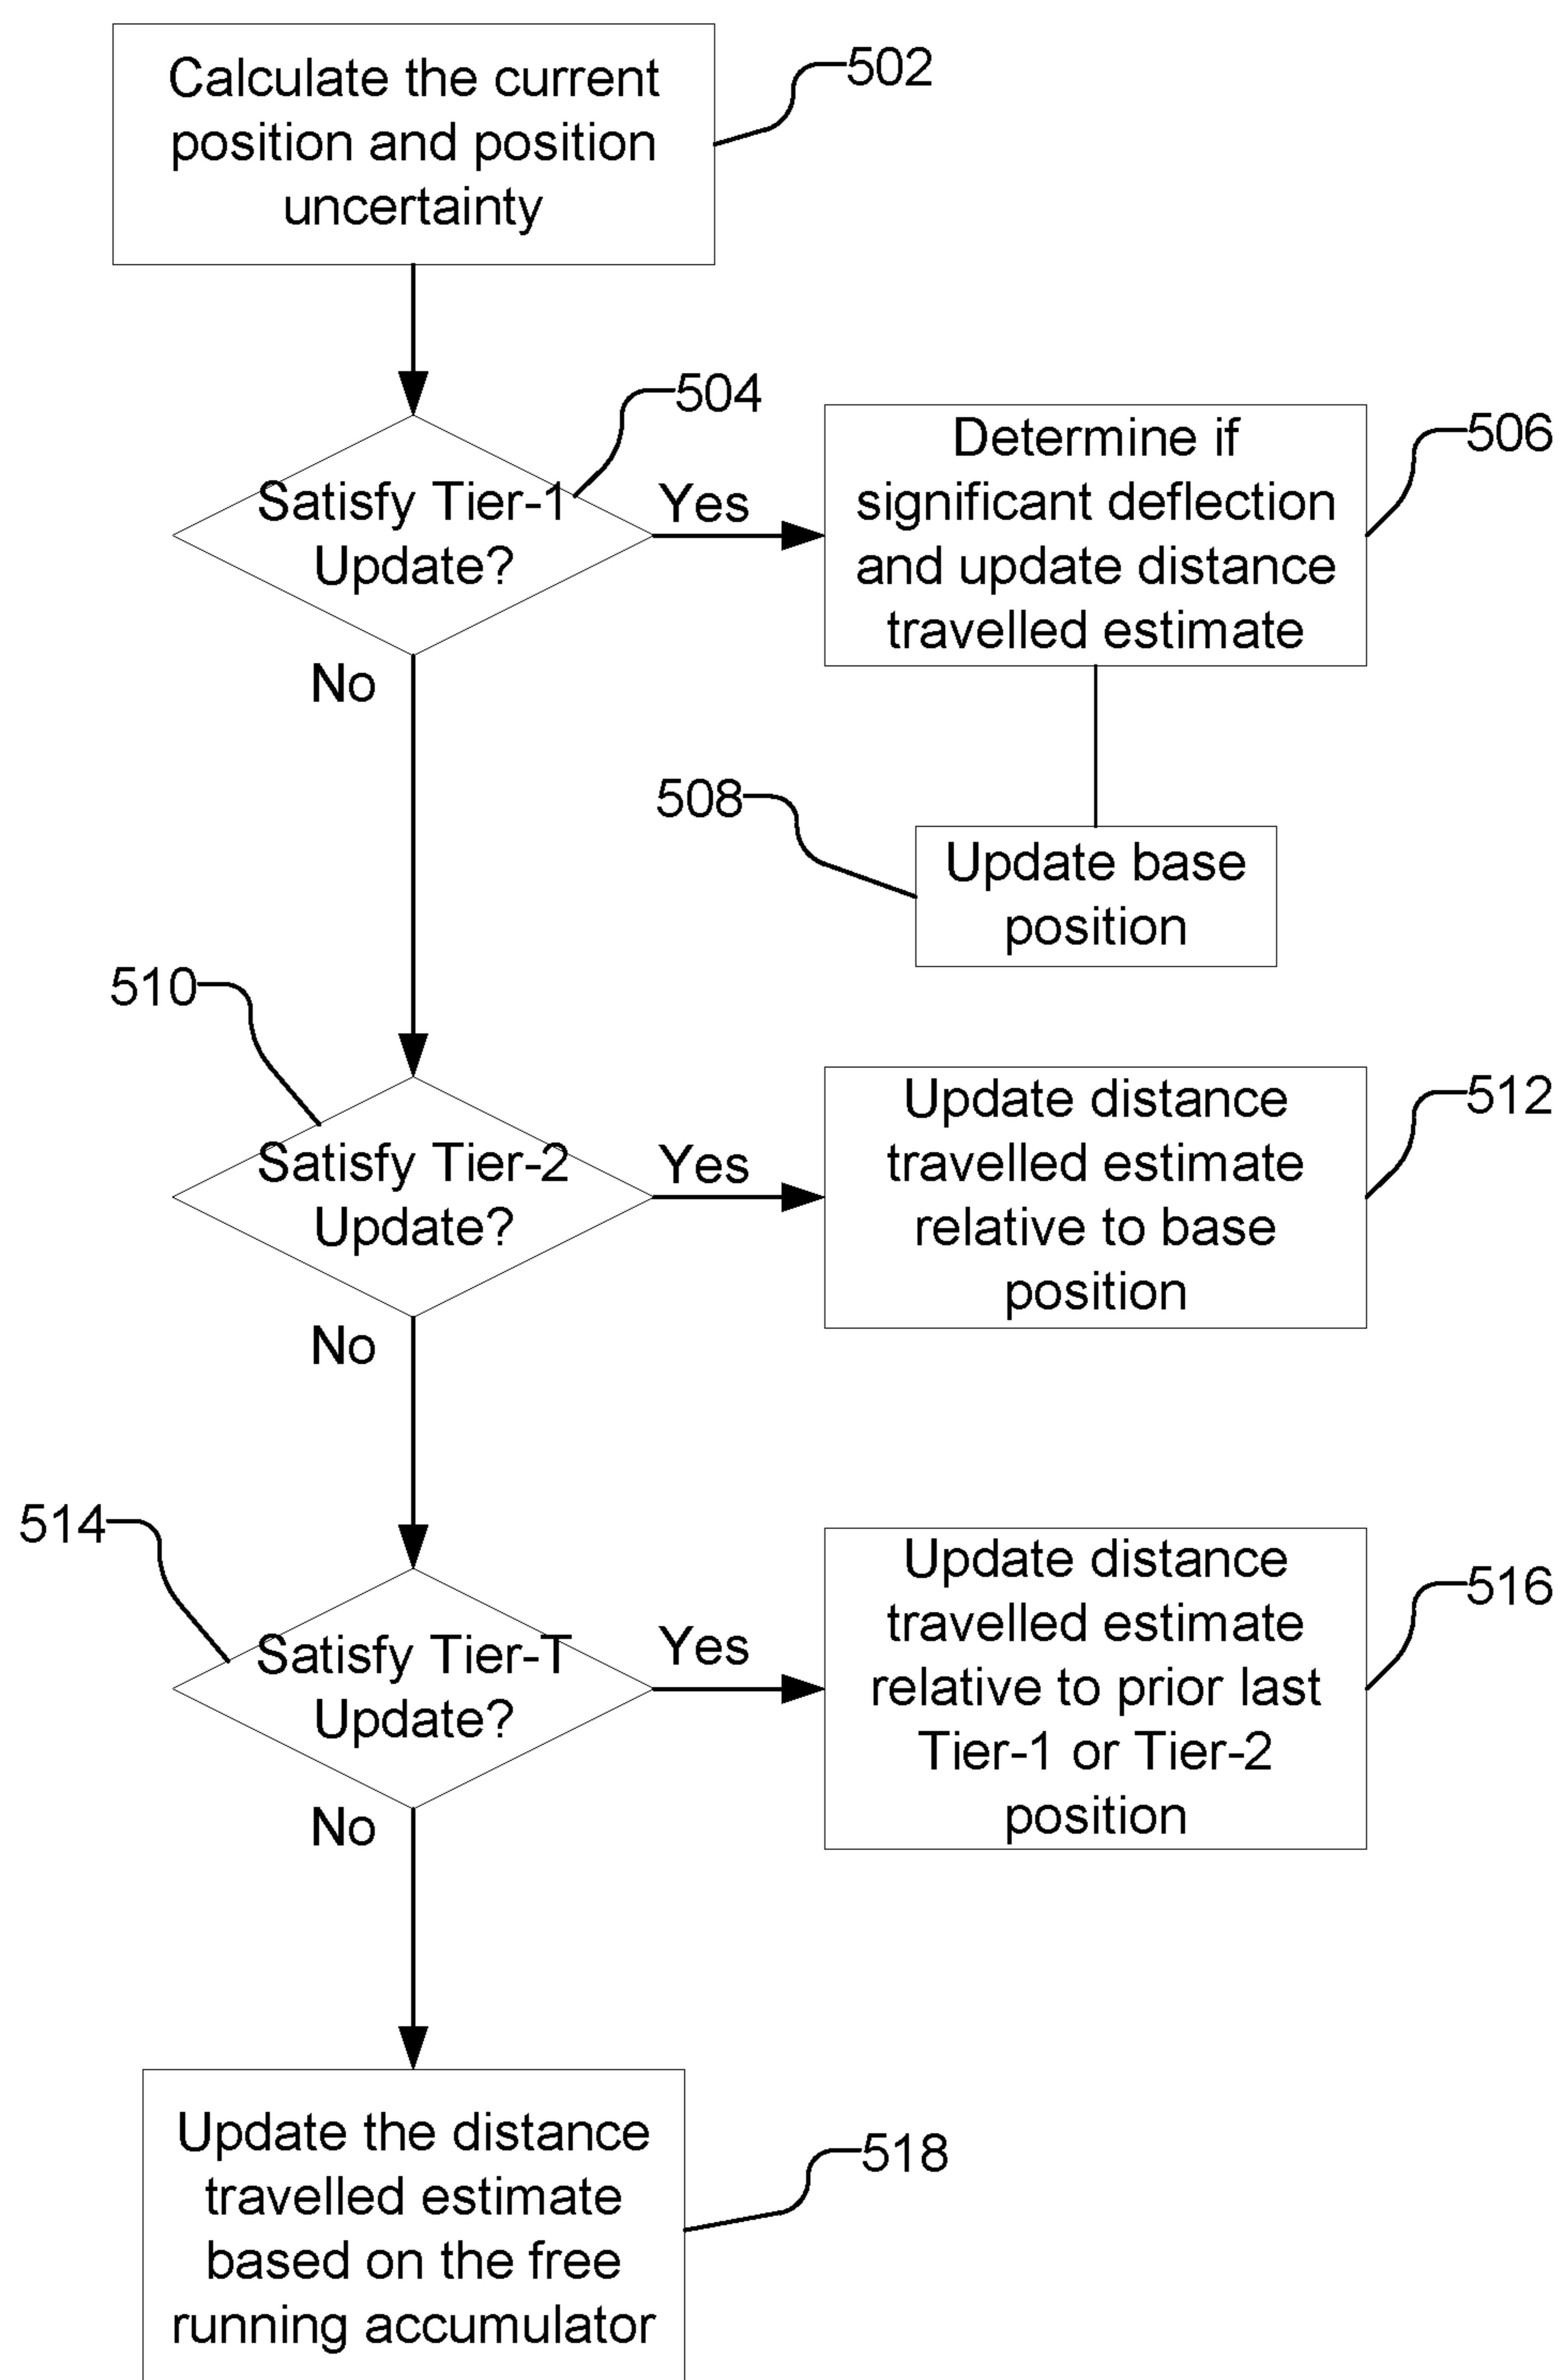 Calculate the current
position and position
uncertainty
502
504
Satisfy Tier-1
Update?
Yes
No
Determine if
significant deflection
and update distance
travelled estimate
506
508
Update base
position
510
Satisfy Tier-2
Update?
Yes
No
Update distance
travelled estimate
relative to base
position
512
514
Satisfy Tier-T
Update?
Yes
No
Update distance
travelled estimate
relative to prior last
Tier-1 or Tier-2
position
516
Update the distance
travelled estimate
based on the free
running accumulator
518